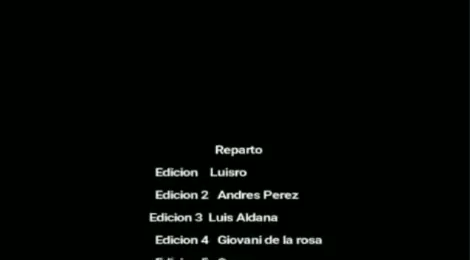 Reparto
Edicion Luisro
Edicion 2 Andres Perez
Edicion 3 Luis Aldana
Edicion 4 Giovani de la rosa